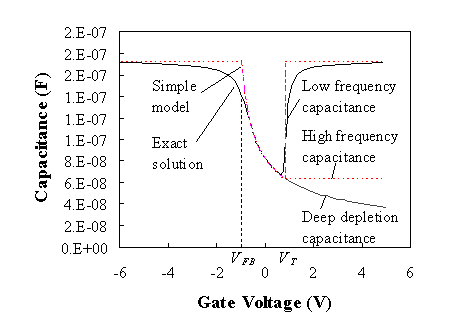 2.E-07
2.E-07
2.E-07
1.E-07
1.E-07
1.E-07
8.E-08
6.E-08
4.E-08
2.E-08
0.E+00
Capacitance (F)
Simple
model
Exact
solution
Low frequency
capacitance
High frequency
capacitance
Deep depletion
capacitance
V FB
V T
-6 -4 -2 0 2 4 6
Gate Voltage (V)